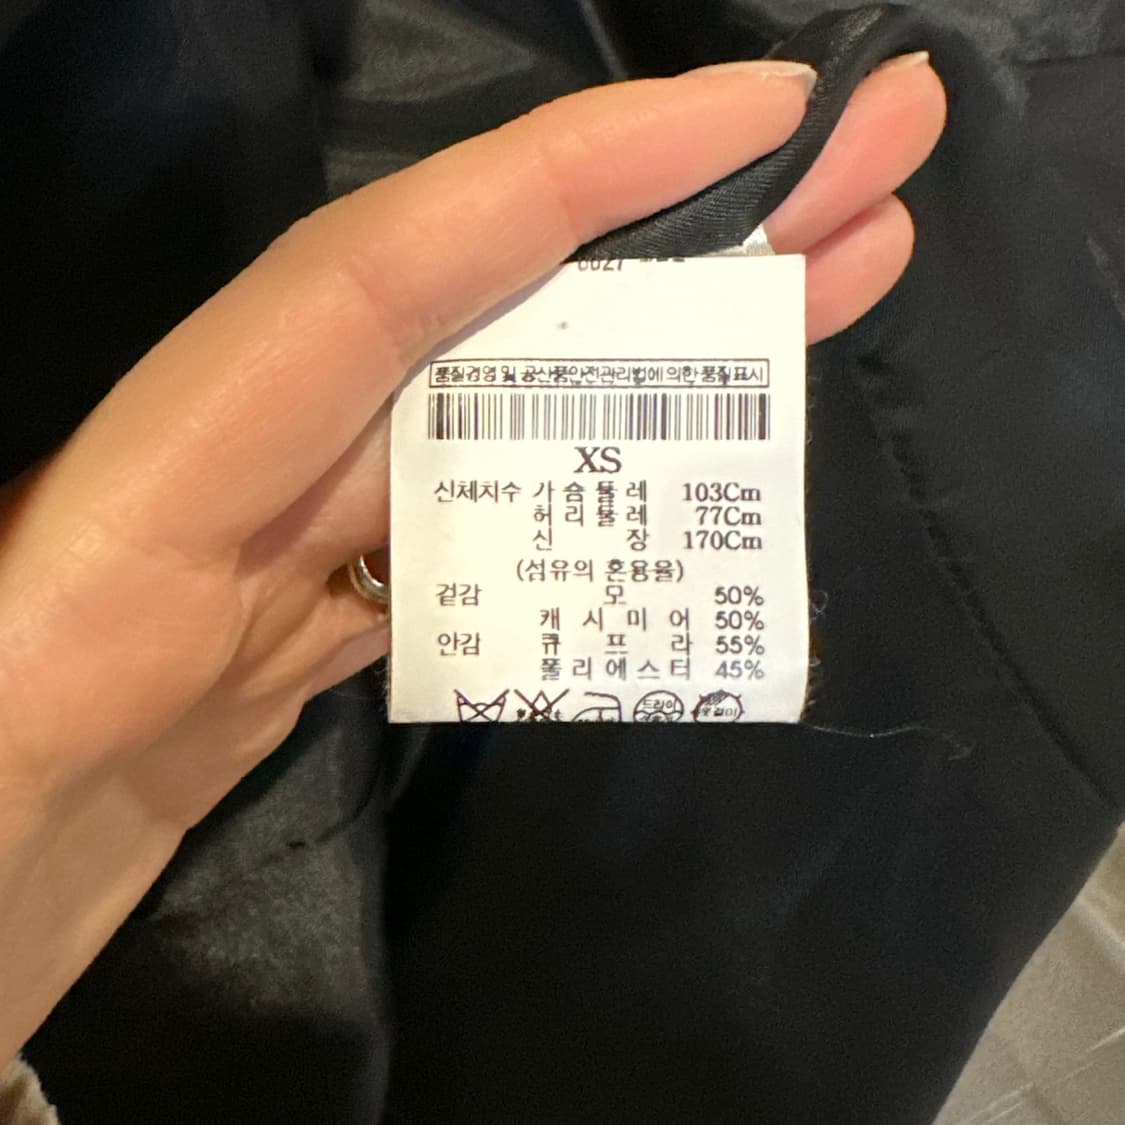 품질경영 및 공산품안전관리법에 의한 품질표시
XS
신체치수 가슴둘레 103Cm
허리둘레 77Cm
신장 170Cm
(섬유의 혼용율)
겉감 모 50%
캐시미어 50%
안감 큐프라 55%
폴리에스터 45%
드라이